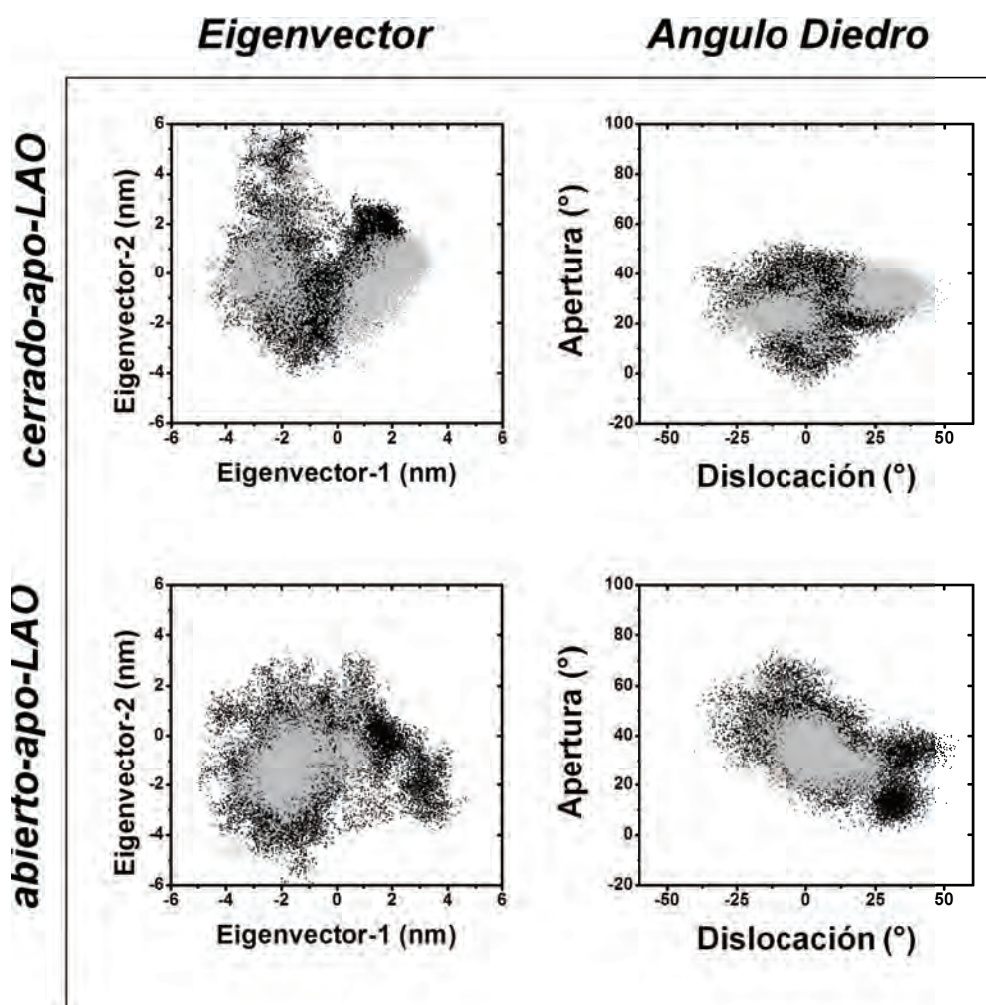 Eigenvector Angulo Diedro
cerrado-apo-LAO
Eigenvector-2 (nm)
6
4
2
0
-2
-4
-6
-6 -4 -2 0 2 4 6
Eigenvector-1 (nm)
Apertura (°)
100
80
60
40
20
0
-20
-50 -25 0 25 50
Dislocación (°)
abierto-apo-LAO
Eigenvector-2 (nm)
6
4
2
0
-2
-4
-6
-6 -4 -2 0 2 4 6
Eigenvector-1 (nm)
Apertura (°)
100
80
60
40
20
0
-20
-50 -25 0 25 50
Dislocación (°)